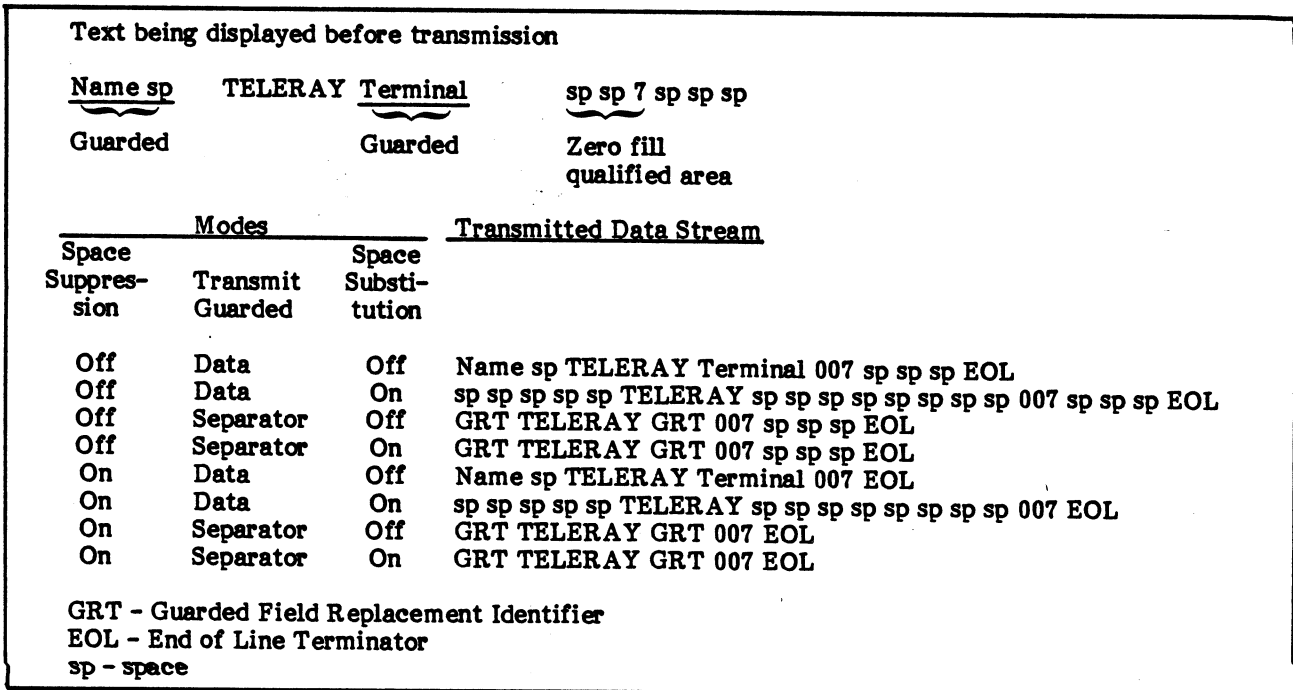 Text being displayed before transmission
Name sp TELERAY Terminal sp sp 7 sp sp sp
Guarded Guarded Zero fill
qualified area
Modes Transmitted Data Stream
Space Space
Suppres- Transmit Substi-
sion Guarded tution
Off Data Off Name sp TELERAY Terminal 007 sp sp sp EOL
Off Data On sp sp sp sp sp TELERAY sp sp sp sp sp sp sp sp 007 sp sp sp EOL
Off Separator Off GRT TELERAY GRT 007 sp sp sp EOL
Off Separator On GRT TELERAY GRT 007 sp sp sp EOL
On Data Off Name sp TELERAY Terminal 007 EOL
On Data On sp sp sp sp sp TELERAY sp sp sp sp sp sp sp sp 007 EOL
On Separator Off GRT TELERAY GRT 007 EOL
On Separator On GRT TELERAY GRT 007 EOL
GRT - Guarded Field Replacement Identifier
EOL - End of Line Terminator
sp - space